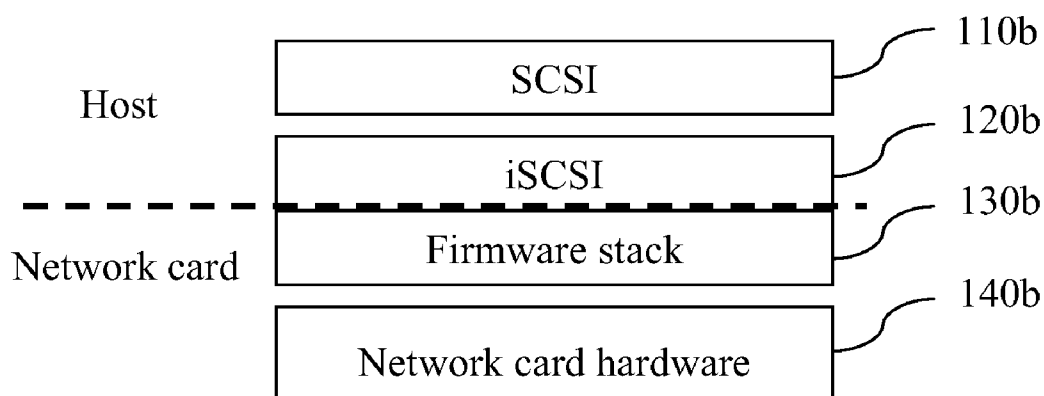 110b
SCSI
Host
120b
iSCSI
130b
Firmware stack
Network card
140b
Network card hardware